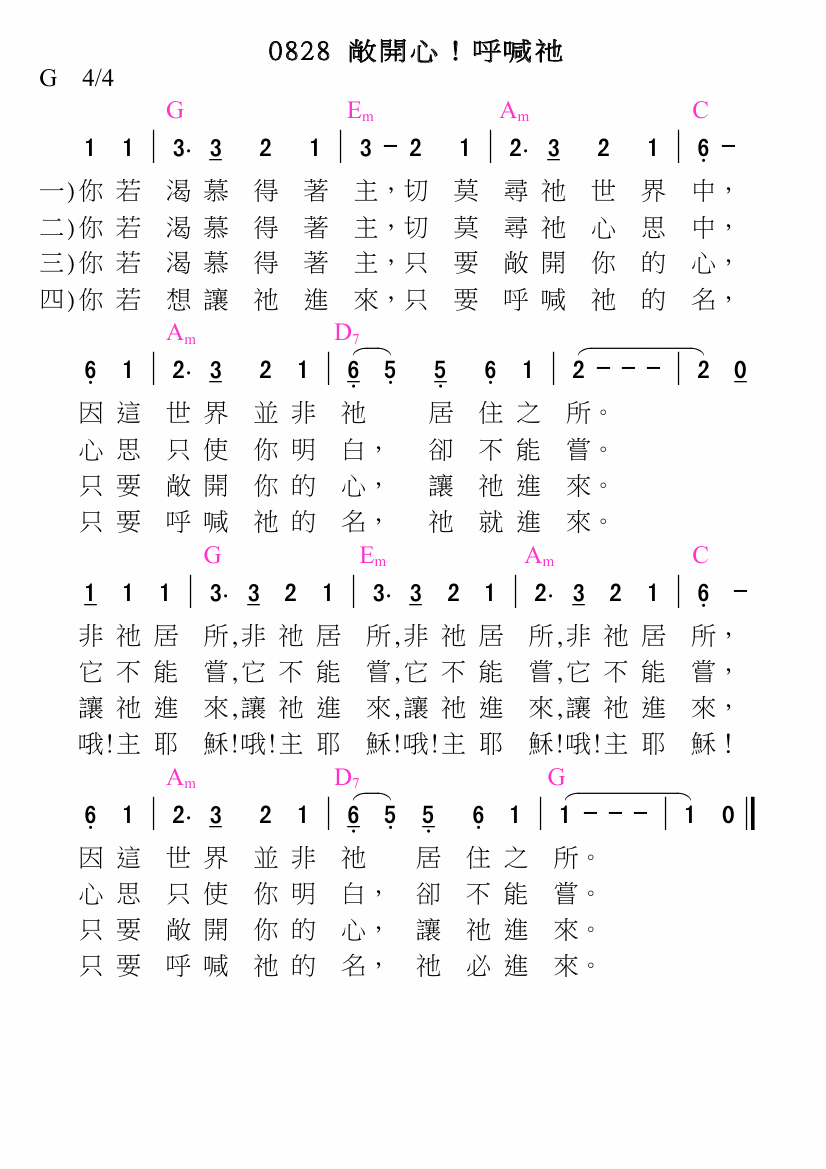 0828 敞開心！呼喊祂
G 4/4
G Em Am C
1 1 | 3· 3 2 1 | 3 - 2 1 | 2· 3 2 1 | 6 -
一)你若 渴慕得著 主，切莫 尋祂世界 中，
二)你若 渴慕得著 主，切莫 尋祂心思 中，
三)你若 渴慕得著 主，只要 敞開你的 心，
四)你若 想讓祂進 來，只要 呼喊祂的 名，
Am D7
6 1 | 2· 3 2 1 | 6 5 5 6 1 | 2 - - - | 2 0
因這 世界並非 祂 居住之 所。
心思 只使你明 白， 卻不能 嘗。
只要 敞開你的 心， 讓祂進 來。
只要 呼喊祂的 名， 祂就進 來。
G Em Am C
1 1 1 | 3· 3 2 1 | 3· 3 2 1 | 2· 3 2 1 | 6 -
非祂居 所,非祂居 所,非祂居 所,非祂居 所，
它不能 嘗,它不能 嘗,它不能 嘗,它不能 嘗，
讓祂進 來,讓祂進 來,讓祂進 來,讓祂進 來，
哦!主耶 穌!哦!主耶 穌!哦!主耶 穌!哦!主耶 穌！
Am D7 G
6 1 | 2· 3 2 1 | 6 5 5 6 1 | 1 - - - | 1 0 ‖
因這 世界並非 祂 居住之 所。
心思 只使你明 白， 卻不能 嘗。
只要 敞開你的 心， 讓祂進 來。
只要 呼喊祂的 名， 祂必進 來。